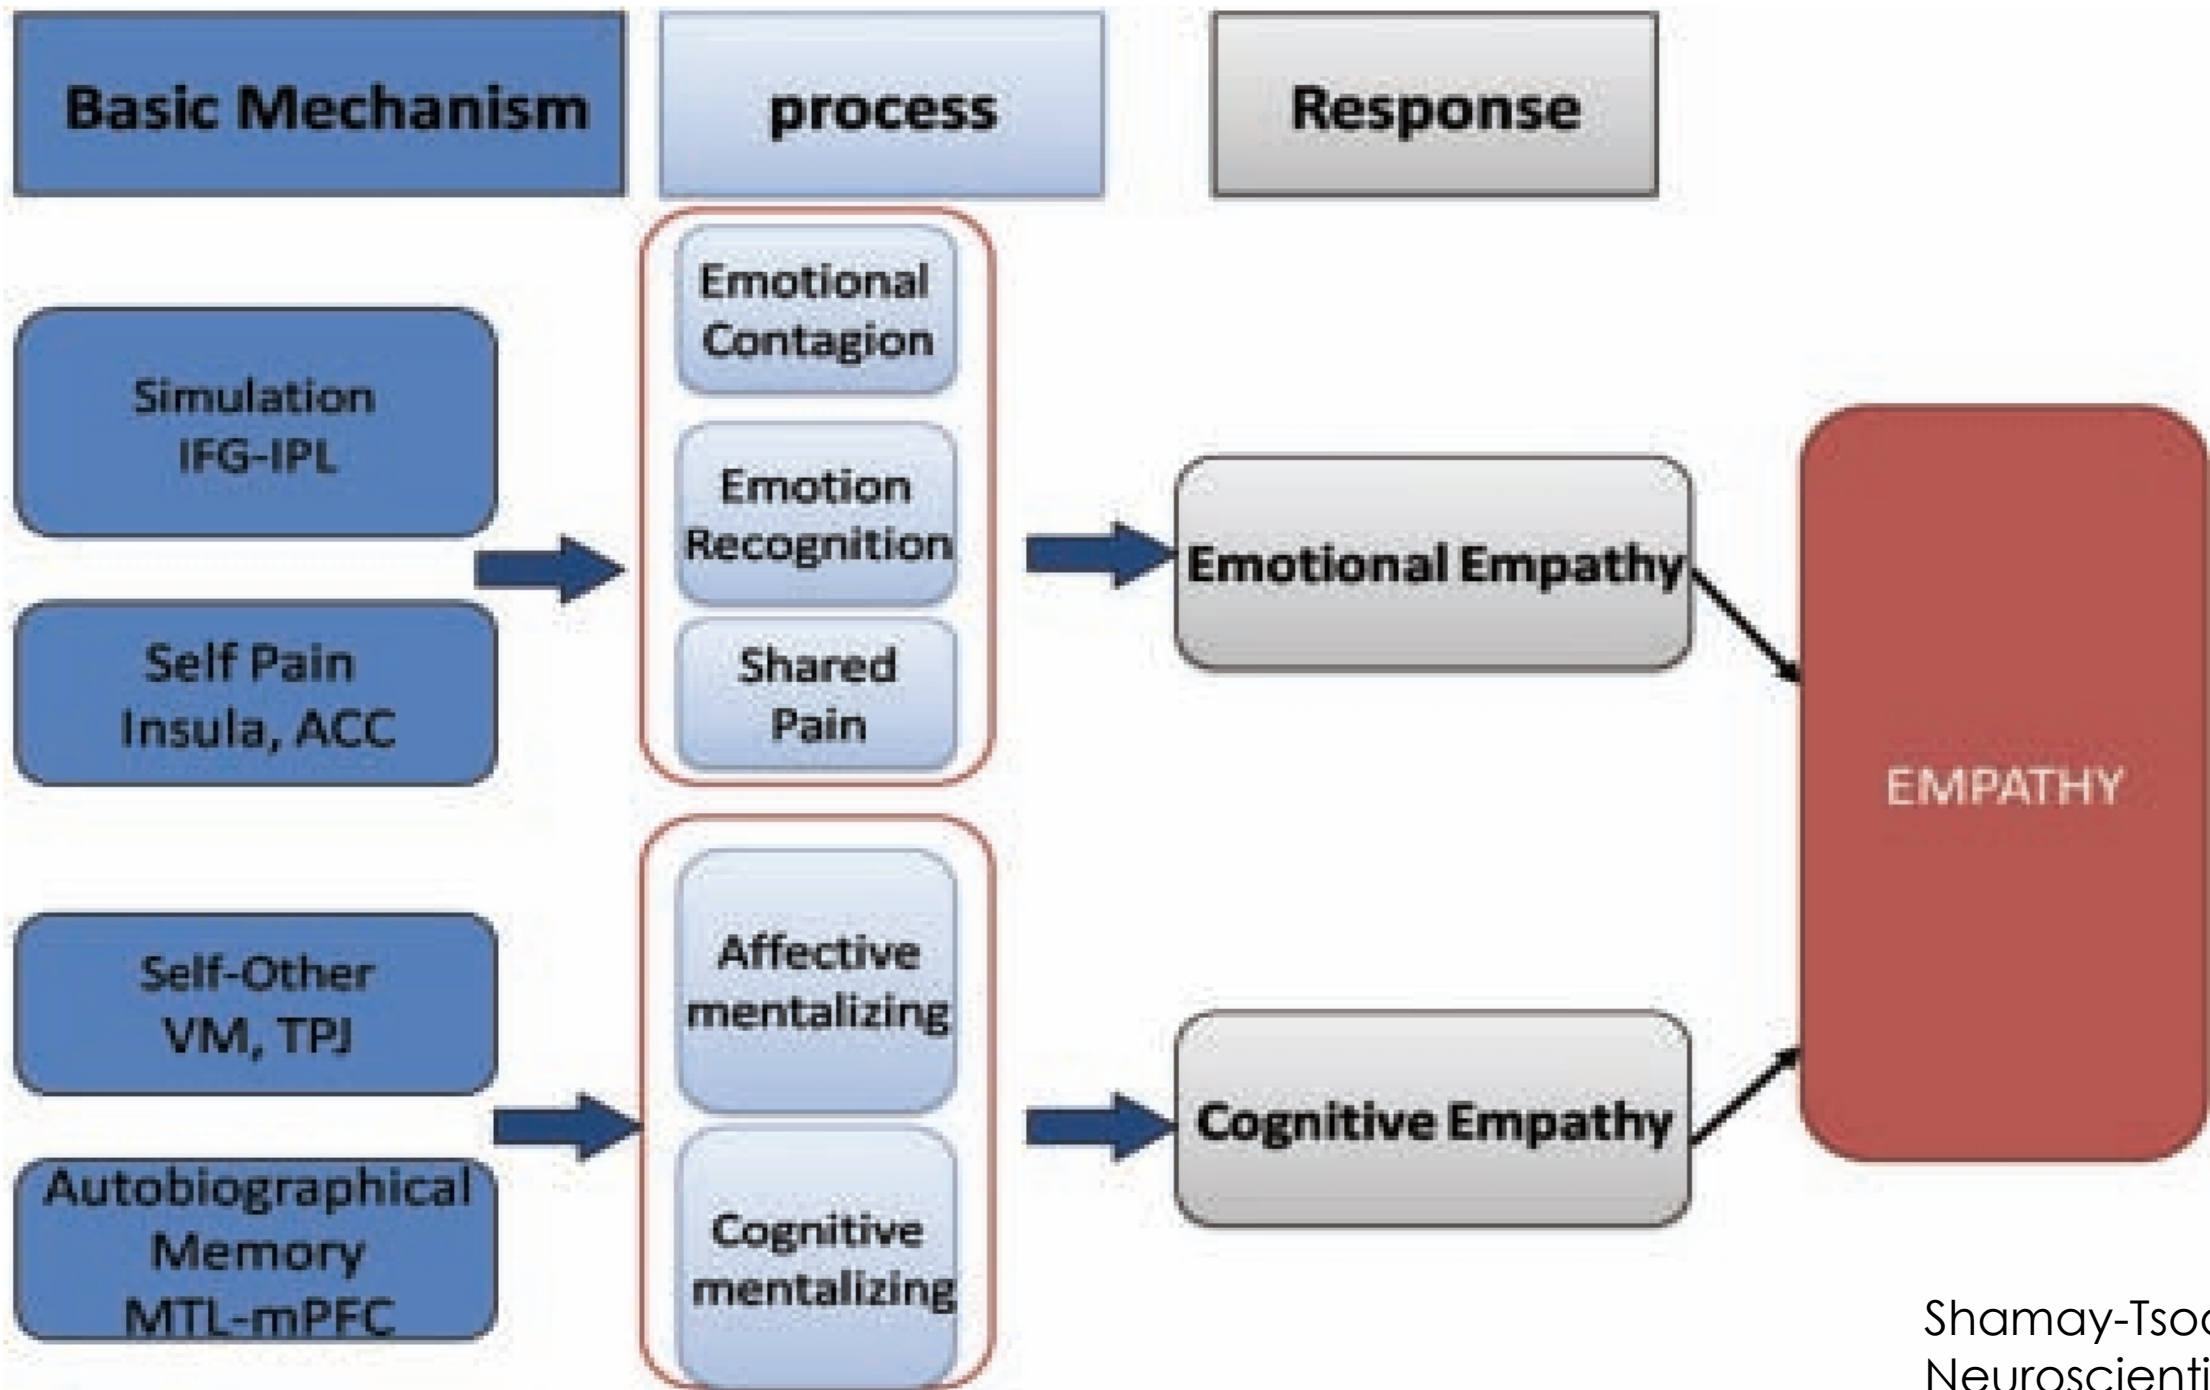 Basic Mechanism
process
Response
Simulation
IFG-IPL
Self Pain
Insula, ACC
Emotional
Contagion
Emotion
Recognition
Shared
Pain
Emotional Empathy
Self-Other
VM, TPJ
Autobiographical
Memory
MTL-mPFC
Affective
mentalizing
Cognitive
mentalizing
Cognitive Empathy
EMPATHY